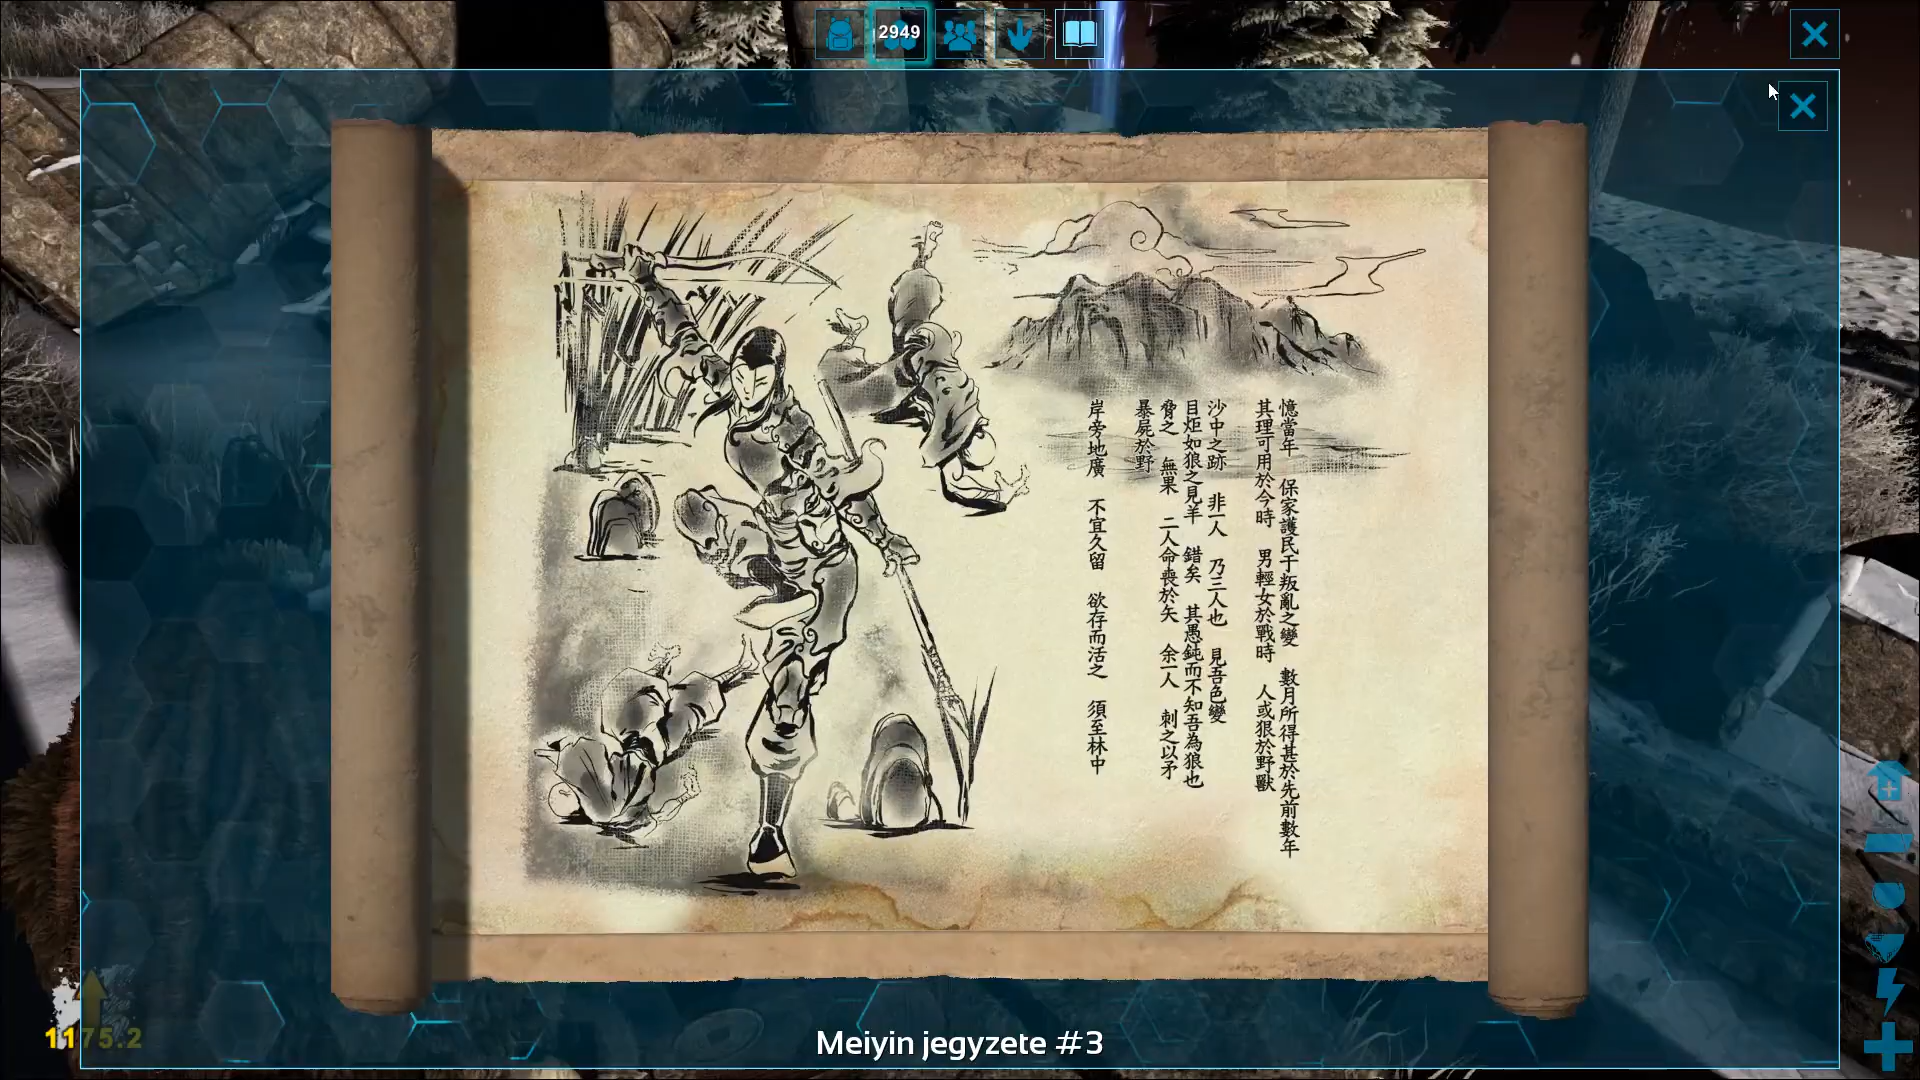 2949
憶當年 保家護民于叛亂之變 數月所得甚於先前數年
其理可用於今時 男輕女於戰時 人或狠於野獸
沙中之跡 非一人 乃三人也 見吾色變
目炬如狼之見羊 錯矣 其愚鈍而不知吾為狼也
脅之 無果 二人命喪於矢 余一人 刺之以矛
暴屍於野
岸旁地廣 不宜久留 欲存而活之 須至林中
1175.2
Meiyin jegyzete #3